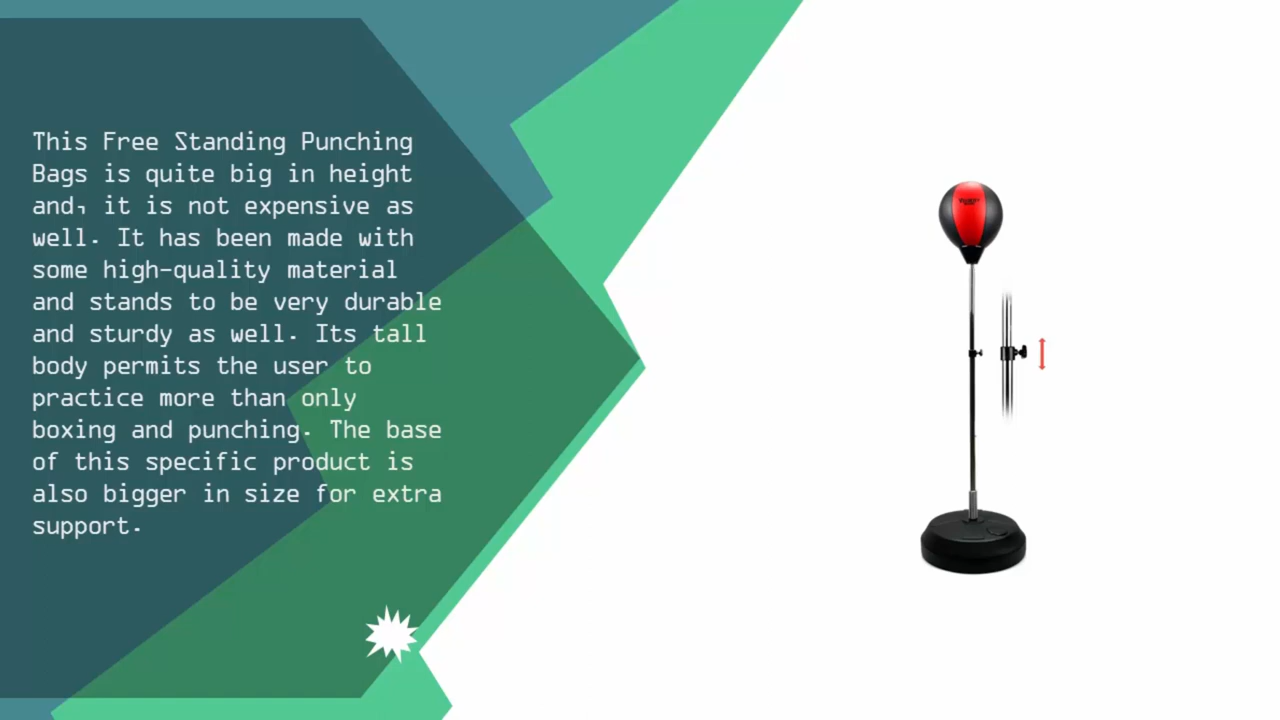 This Free Standing Punching
Bags is quite big in height
and, it is not expensive as
well. It has been made with
some high-quality material
and stands to be very durable
and sturdy as well. Its tall
body permits the user to
practice more than only
boxing and punching. The base
of this specific product is
also bigger in size for extra
support.